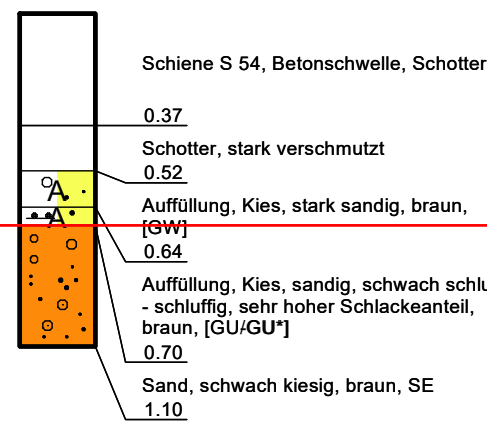 Schiene S 54, Betonschwelle, Schotter
0.37
Schotter, stark verschmutzt
0.52
A
Auffüllung, Kies, stark sandig, braun,
A
[GW]
0.64
Auffüllung, Kies, sandig, schwach schlu
- schluffig, sehr hoher Schlackeanteil,
braun, [GU/GU*]
0.70
Sand, schwach kiesig, braun, SE
1.10